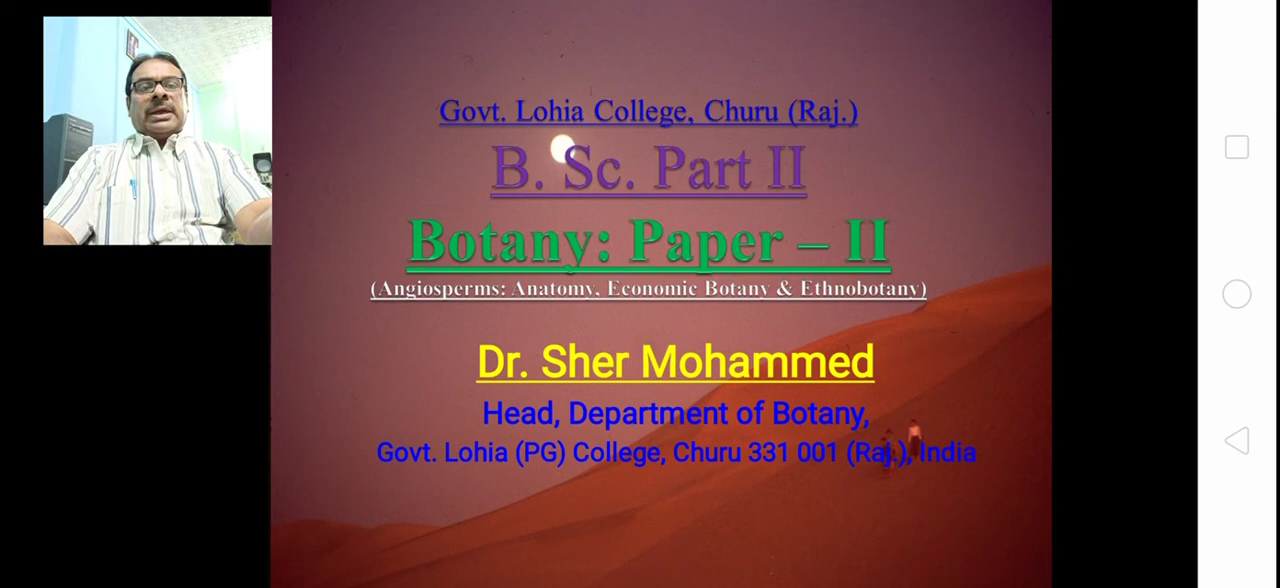 Govt. Lohia College, Churu (Raj.)
B. Sc. Part II
Botany: Paper – II
(Angiosperms: Anatomy, Economic Botany & Ethnobotany)
Dr. Sher Mohammed
Head, Department of Botany,
Govt. Lohia (PG) College, Churu 331 001 (Raj.), India